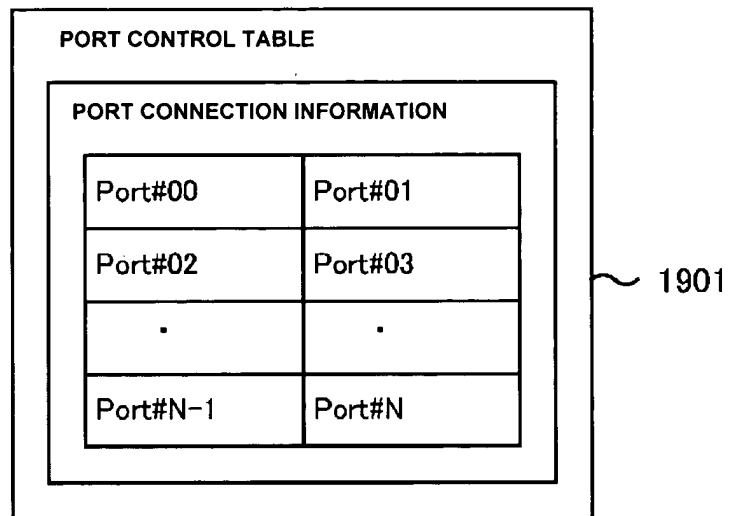 PORT CONTROL TABLE
PORT CONNECTION INFORMATION
Port#00 Port#01
Port#02 Port#03
. .
Port#N-1 Port#N
1901